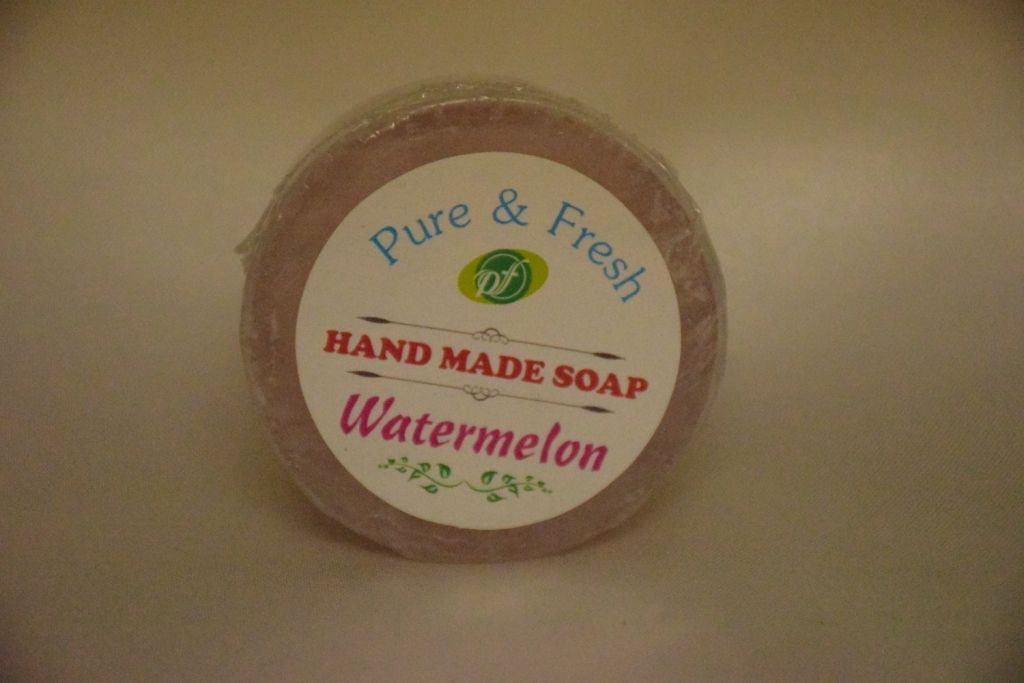 Pure & Fresh
pf
HAND MADE SOAP
Watermelon